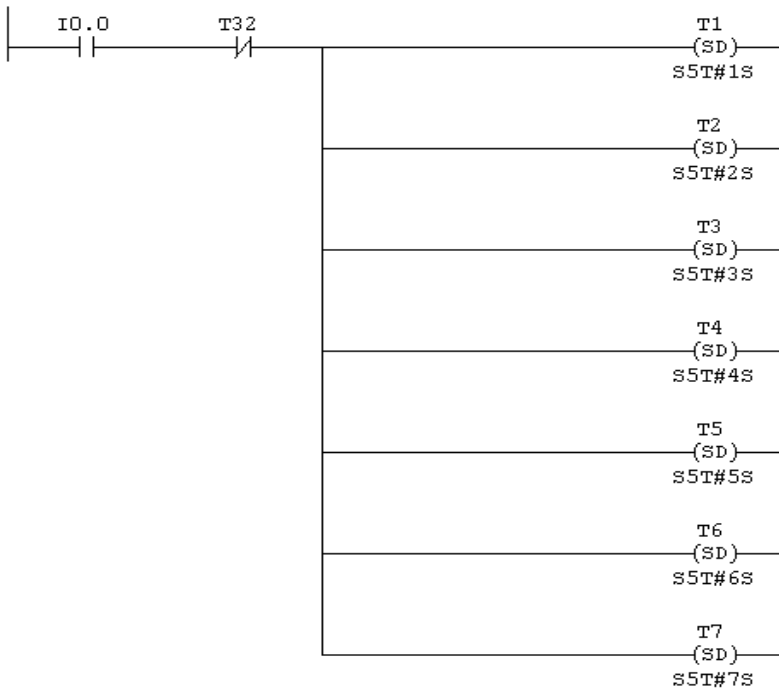 I0.0 T32 T1
(SD)
S5T#1S
T2
(SD)
S5T#2S
T3
(SD)
S5T#3S
T4
(SD)
S5T#4S
T5
(SD)
S5T#5S
T6
(SD)
S5T#6S
T7
(SD)
S5T#7S